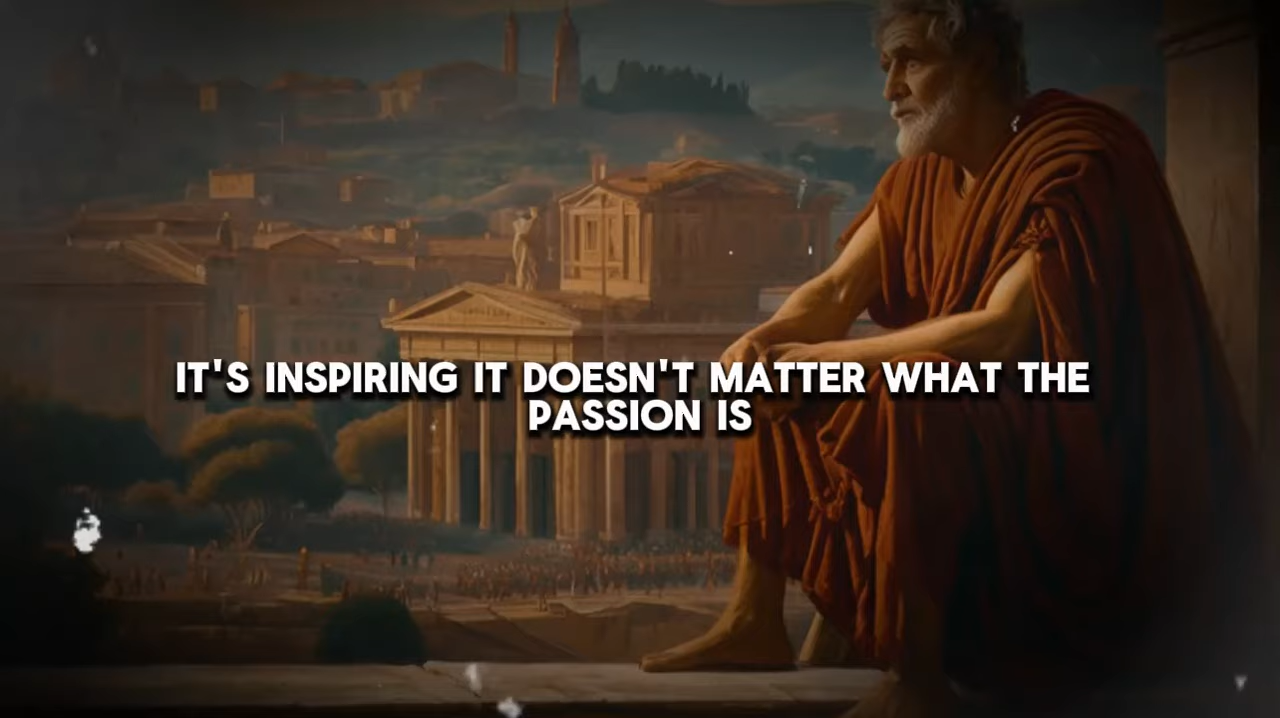 IT'S INSPIRING IT DOESN'T MATTER WHAT THE
PASSION IS